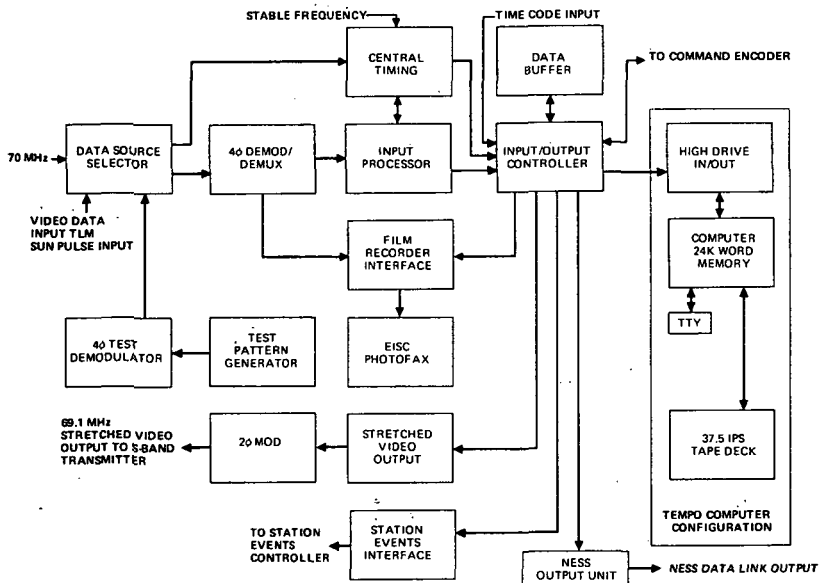 STABLE FREQUENCY
TIME CODE INPUT
CENTRAL
TIMING
DATA
BUFFER
TO COMMAND ENCODER
70 MHz
DATA SOURCE
SELECTOR
4ϕ DEMOD/
DEMUX
INPUT
PROCESSOR
INPUT/OUTPUT
CONTROLLER
HIGH DRIVE
IN/OUT
VIDEO DATA
INPUT TLM
SUN PULSE INPUT
FILM
RECORDER
INTERFACE
COMPUTER
24K WORD
MEMORY
TTY
4ϕ TEST
DEMODULATOR
TEST
PATTERN
GENERATOR
EISC
PHOTOFAX
69.1 MHz
STRETCHED VIDEO
OUTPUT TO S-BAND
TRANSMITTER
2ϕ MOD
STRETCHED
VIDEO
OUTPUT
37.5 IPS
TAPE DECK
TEMPO COMPUTER
CONFIGURATION
TO STATION
EVENTS
CONTROLLER
STATION
EVENTS
INTERFACE
NESS
OUTPUT UNIT
NESS DATA LINK OUTPUT